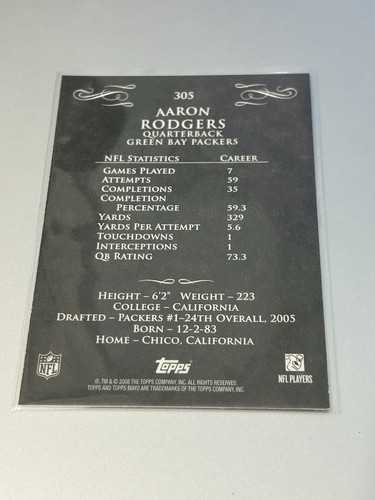 305
AARON
RODGERS
QUARTERBACK
GREEN BAY PACKERS
NFL STATISTICS CAREER
GAMES PLAYED 7
ATTEMPTS 59
COMPLETIONS 35
COMPLETION
PERCENTAGE 59.3
YARDS 329
YARDS PER ATTEMPT 5.6
TOUCHDOWNS 1
INTERCEPTIONS 1
QB RATING 73.3
HEIGHT – 6'2" WEIGHT – 223
COLLEGE – CALIFORNIA
DRAFTED – PACKERS #1–24TH OVERALL, 2005
BORN – 12-2-83
HOME – CHICO, CALIFORNIA
NFL
Topps
NFL PLAYERS
®, TM & © 2008 THE TOPPS COMPANY, INC. ALL RIGHTS RESERVED.
TOPPS AND TOPPS MAYO ARE TRADEMARKS OF THE TOPPS COMPANY, INC.